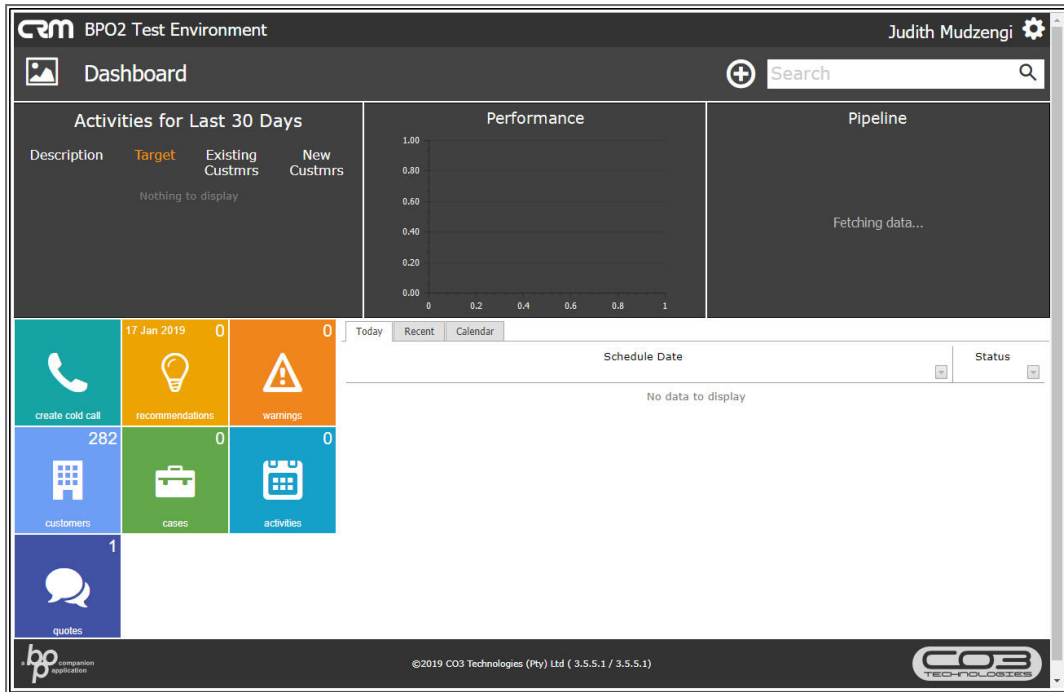 CRM BPO2 Test Environment
Judith Mudzengi
Dashboard
Search
Activities for Last 30 Days
Description Target Existing Custmrs New Custmrs
Nothing to display
Performance
1.00
0.80
0.60
0.40
0.20
0.00
0 0.2 0.4 0.6 0.8 1
Pipeline
Fetching data...
create cold call
17 Jan 2019 0
recommendations
0
warnings
282
customers
0
cases
0
activities
1
quotes
Today Recent Calendar
Schedule Date Status
No data to display
a bpo companion
application
©2019 CO3 Technologies (Pty) Ltd ( 3.5.5.1 / 3.5.5.1)
CO3
TECHNOLOGIES